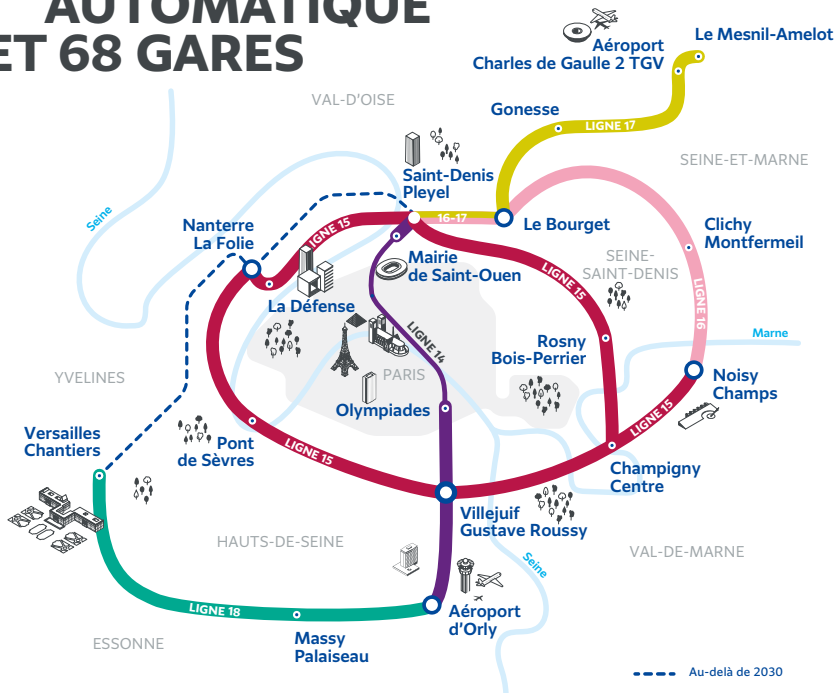 AUTOMATIQUE
ET 68 GARES
Le Mesnil-Amelot
Aéroport
Charles de Gaulle 2 TGV
VAL-D'OISE
Gonesse
LIGNE 17
SEINE-ET-MARNE
Saint-Denis
Pleyel
Seine
Nanterre
La Folie
LIGNE 15
16-17
Le Bourget
Clichy
Montfermeil
Mairie
de Saint-Ouen
SEINE-
SAINT-DENIS
LIGNE 15
LIGNE 16
La Défense
LIGNE 14
Rosny
Bois-Perrier
Marne
YVELINES
PARIS
Noisy
Champs
Olympiades
LIGNE 15
Versailles
Chantiers
Pont
de Sèvres
LIGNE 15
Champigny
Centre
Villejuif
Gustave Roussy
HAUTS-DE-SEINE
VAL-DE-MARNE
Seine
LIGNE 18
Aéroport
d'Orly
Massy
Palaiseau
ESSONNE
Au-delà de 2030